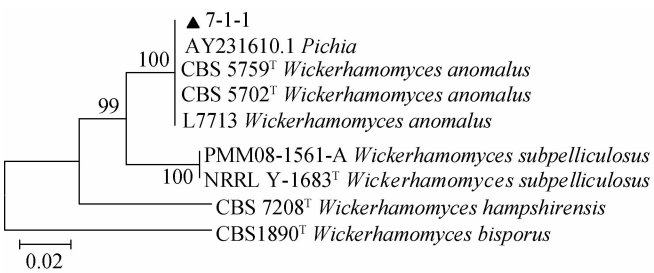 ▲ 7-1-1
AY231610.1 Pichia
100
CBS 5759ᵀ Wickerhamomyces anomalus
CBS 5702ᵀ Wickerhamomyces anomalus
99
L7713 Wickerhamomyces anomalus
PMM08-1561-A Wickerhamomyces subpelliculosus
100
NRRL Y-1683ᵀ Wickerhamomyces subpelliculosus
CBS 7208ᵀ Wickerhamomyces hampshirensis
CBS1890ᵀ Wickerhamomyces bisporus
0.02